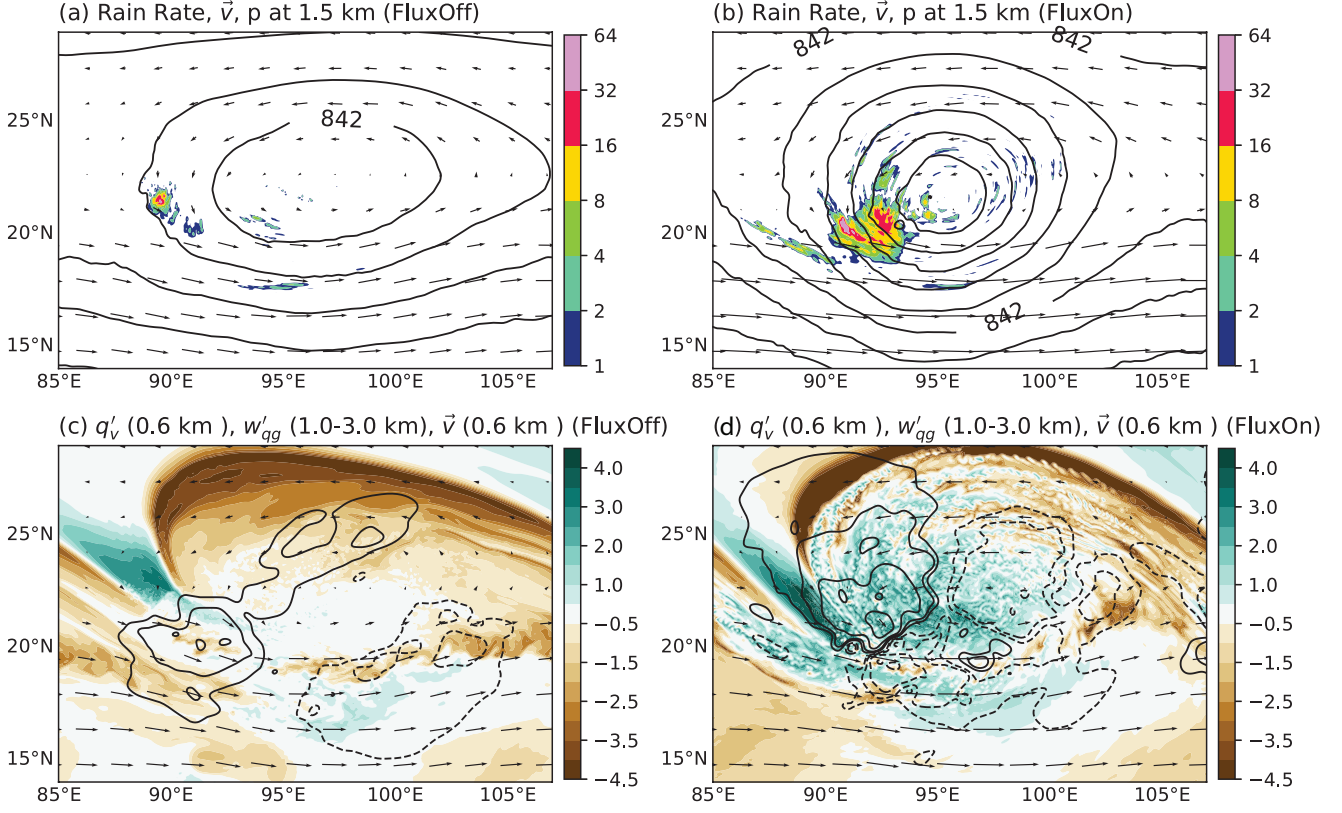 (a) Rain Rate, v⃗, p at 1.5 km (FluxOff)
(b) Rain Rate, v⃗, p at 1.5 km (FluxOn)
25°N
20°N
15°N
85°E 90°E 95°E 100°E 105°E
842
64
32
16
8
4
2
1
25°N
20°N
15°N
85°E 90°E 95°E 100°E 105°E
842
842
842
64
32
16
8
4
2
1
(c) q′v (0.6 km ), w′qg (1.0-3.0 km), v⃗ (0.6 km ) (FluxOff)
(d) q′v (0.6 km ), w′qg (1.0-3.0 km), v⃗ (0.6 km ) (FluxOn)
25°N
20°N
15°N
85°E 90°E 95°E 100°E 105°E
4.0
3.0
2.0
1.0
−0.5
−1.5
−2.5
−3.5
−4.5
25°N
20°N
15°N
85°E 90°E 95°E 100°E 105°E
4.0
3.0
2.0
1.0
−0.5
−1.5
−2.5
−3.5
−4.5